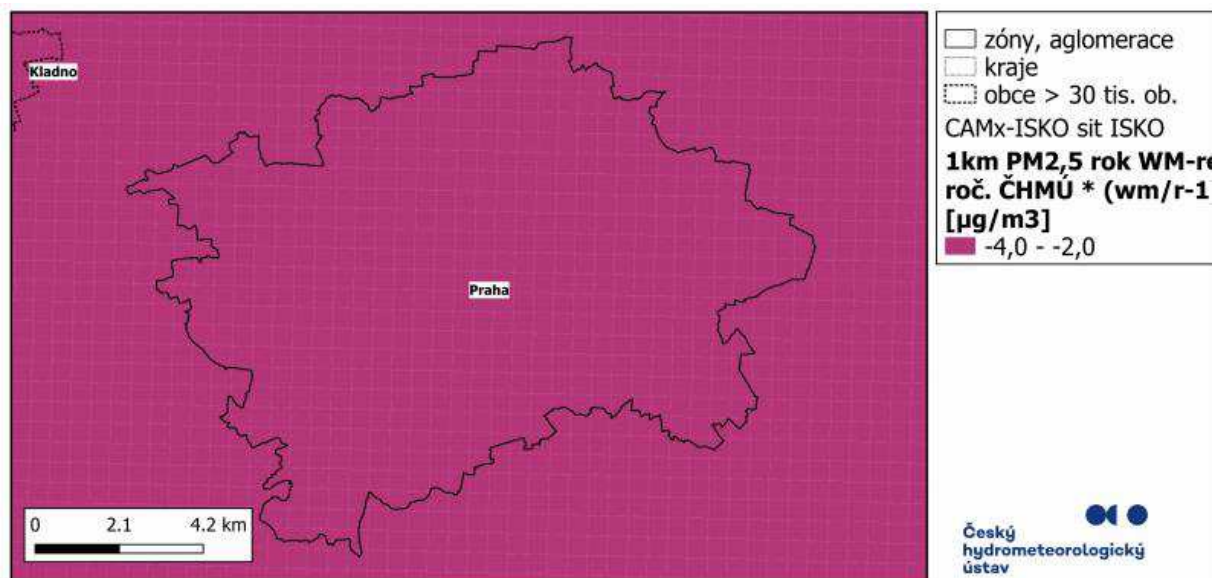 Kladno
Praha
0 2.1 4.2 km
zóny, aglomerace
kraje
obce > 30 tis. ob.
CAMx-ISKO sit ISKO
1km PM2,5 rok WM-re
roč. ČHMÚ * (wm/r-1
[µg/m3]
-4,0 - -2,0
Český
hydrometeorologický
ústav